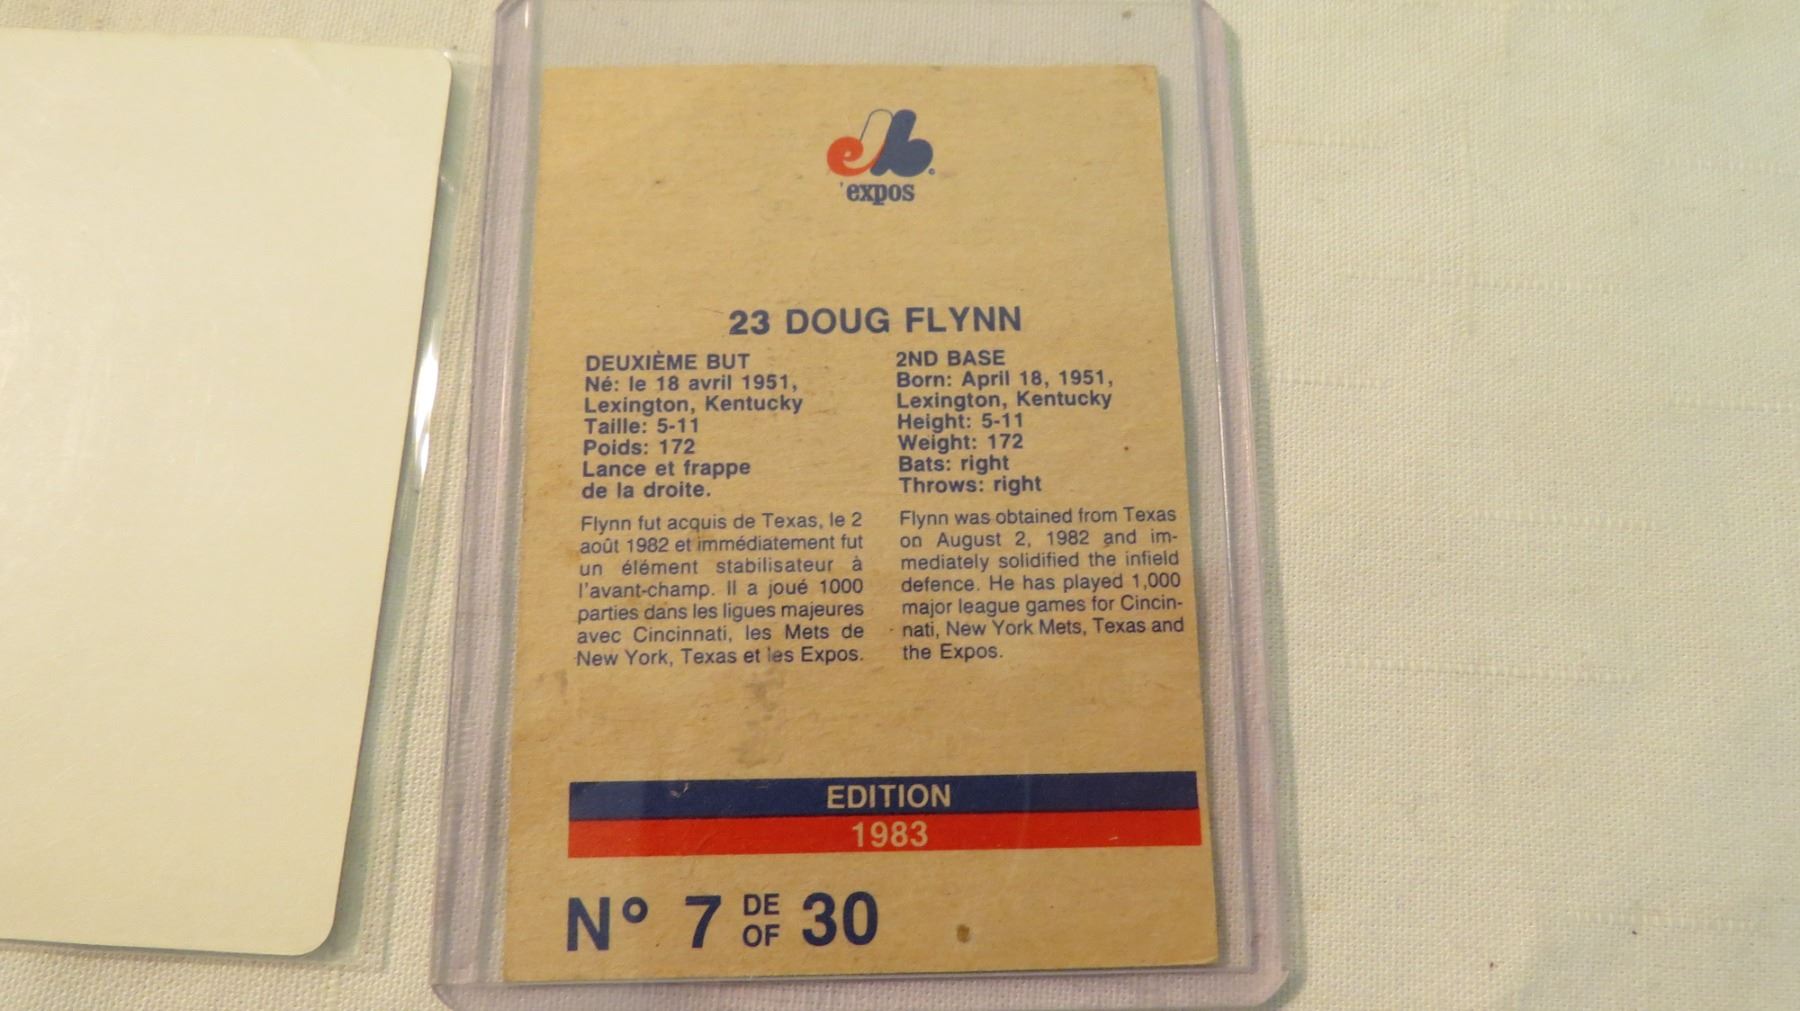 expos
23 DOUG FLYNN
DEUXIÈME BUT
Né: le 18 avril 1951,
Lexington, Kentucky
Taille: 5-11
Poids: 172
Lance et frappe
de la droite.
Flynn fut acquis de Texas, le 2
août 1982 et immédiatement fut
un élément stabilisateur à
l'avant-champ. Il a joué 1000
parties dans les ligues majeures
avec Cincinnati, les Mets de
New York, Texas et les Expos.
2ND BASE
Born: April 18, 1951,
Lexington, Kentucky
Height: 5-11
Weight: 172
Bats: right
Throws: right
Flynn was obtained from Texas
on August 2, 1982 and im-
mediately solidified the infield
defence. He has played 1,000
major league games for Cincin-
nati, New York Mets, Texas and
the Expos.
EDITION
1983
Nº 7 DE OF 30